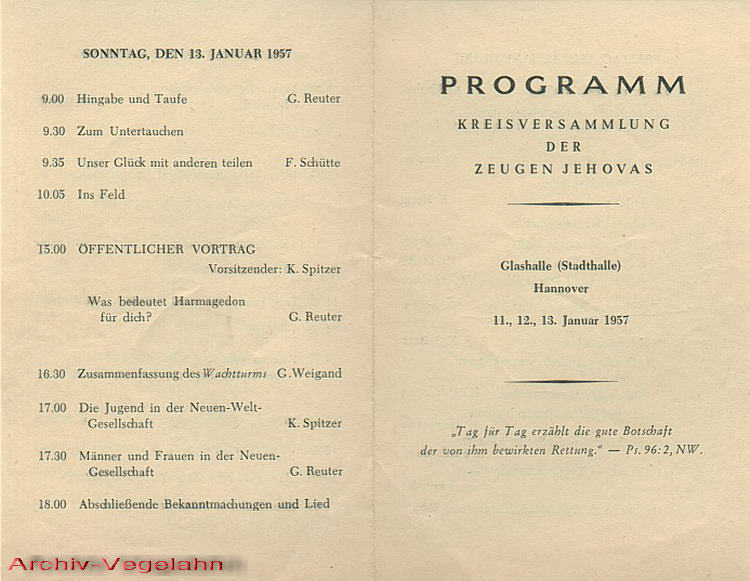 SONNTAG, DEN 13. JANUAR 1957
9.00 Hingabe und Taufe G. Reuter
9.30 Zum Untertauchen
9.35 Unser Glück mit anderen teilen F. Schütte
10.05 Ins Feld
15.00 ÖFFENTLICHER VORTRAG
Vorsitzender: K. Spitzer
Was bedeutet Harmagedon
für dich? G. Reuter
16.30 Zusammenfassung des Wachtturms G. Weigand
17.00 Die Jugend in der Neuen-Welt-
Gesellschaft K. Spitzer
17.30 Männer und Frauen in der Neuen-
Gesellschaft G. Reuter
18.00 Abschließende Bekanntmachungen und Lied
PROGRAMM
KREISVERSAMMLUNG
DER
ZEUGEN JEHOVAS
Glashalle (Stadthalle)
Hannover
11., 12., 13. Januar 1957
„Tag für Tag erzählt die gute Botschaft
der von ihm bewirkten Rettung.“ — Ps. 96:2, NW.
Archiv-Vegelahn